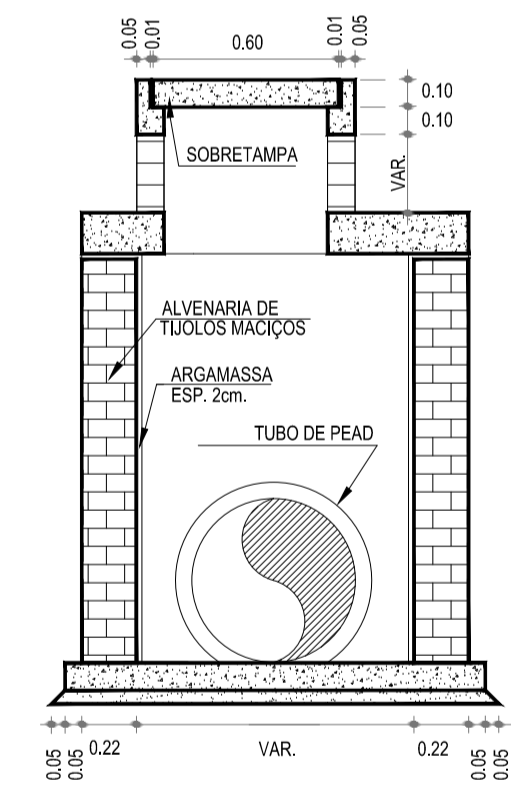 0.05
0.01
0.60
0.01
0.05
0.10
0.10
VAR.
SOBRETAMPA
ALVENARIA DE
TIJOLOS MACIÇOS
ARGAMASSA
ESP. 2cm.
TUBO DE PEAD
0.05
0.05
0.22
VAR.
0.22
0.05
0.05